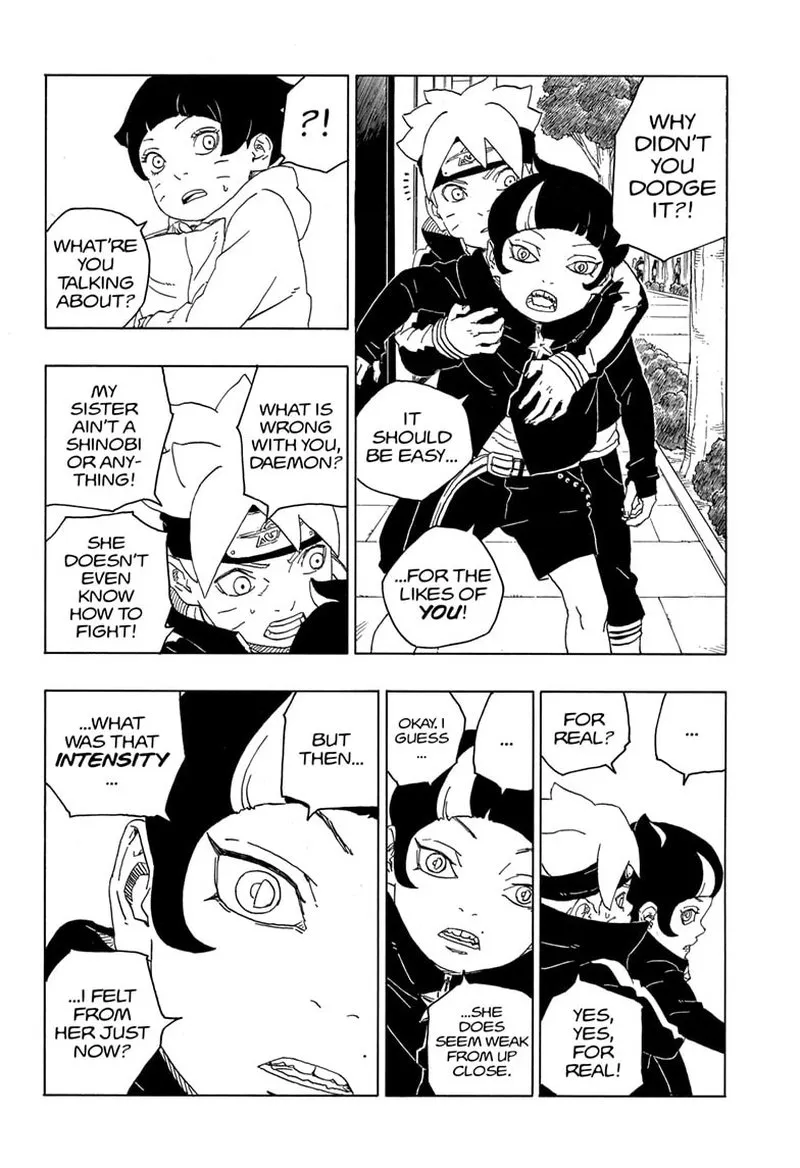 WHY
DIDN'T
YOU
DODGE
IT?!
IT
SHOULD
BE EASY...
...FOR THE
LIKES OF
YOU!
?!
WHAT'RE
YOU
TALKING
ABOUT?
WHAT IS
WRONG
WITH YOU,
DAEMON?
MY
SISTER
AIN'T A
SHINOBI
OR ANY-
THING!
SHE
DOESN'T
EVEN
KNOW
HOW TO
FIGHT!
...
FOR
REAL?
YES,
YES,
FOR
REAL!
...
OKAY. I
GUESS
...
...SHE
DOES
SEEM WEAK
FROM UP
CLOSE.
BUT
THEN...
...WHAT
WAS THAT
INTENSITY
...
...I FELT
FROM
HER JUST
NOW?